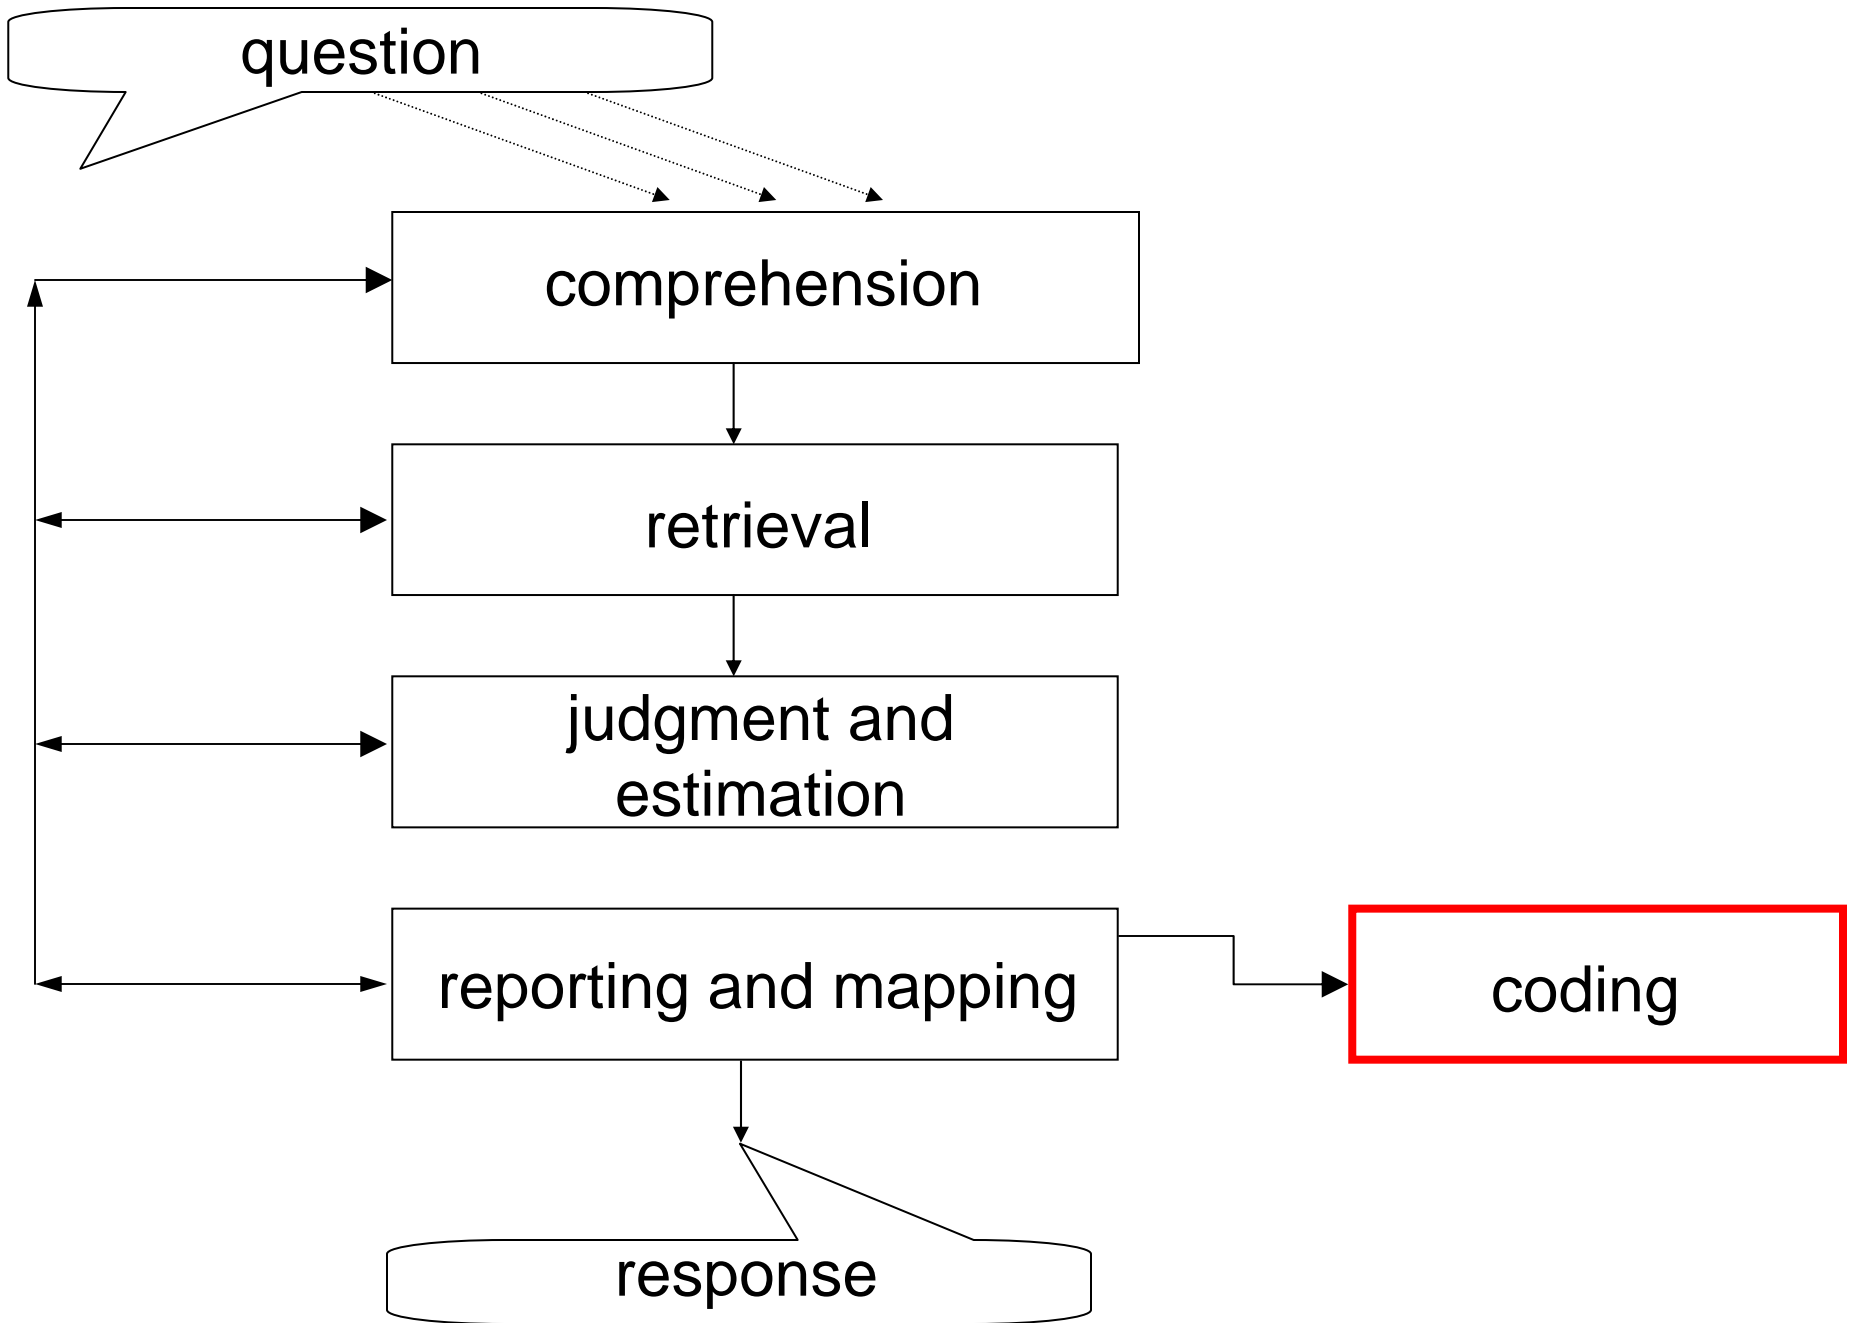 question
comprehension
retrieval
judgment and
estimation
reporting and mapping
coding
response